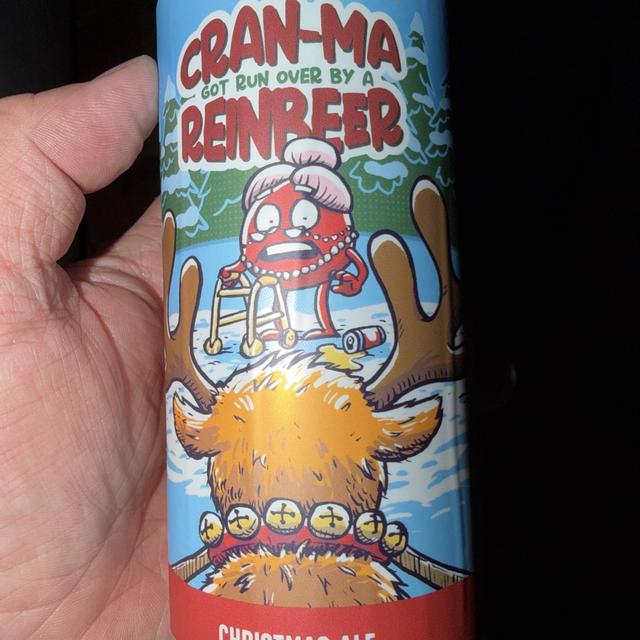 CRAN-MA
GOT RUN OVER BY A
REINBEER
CHRISTMAS ALE